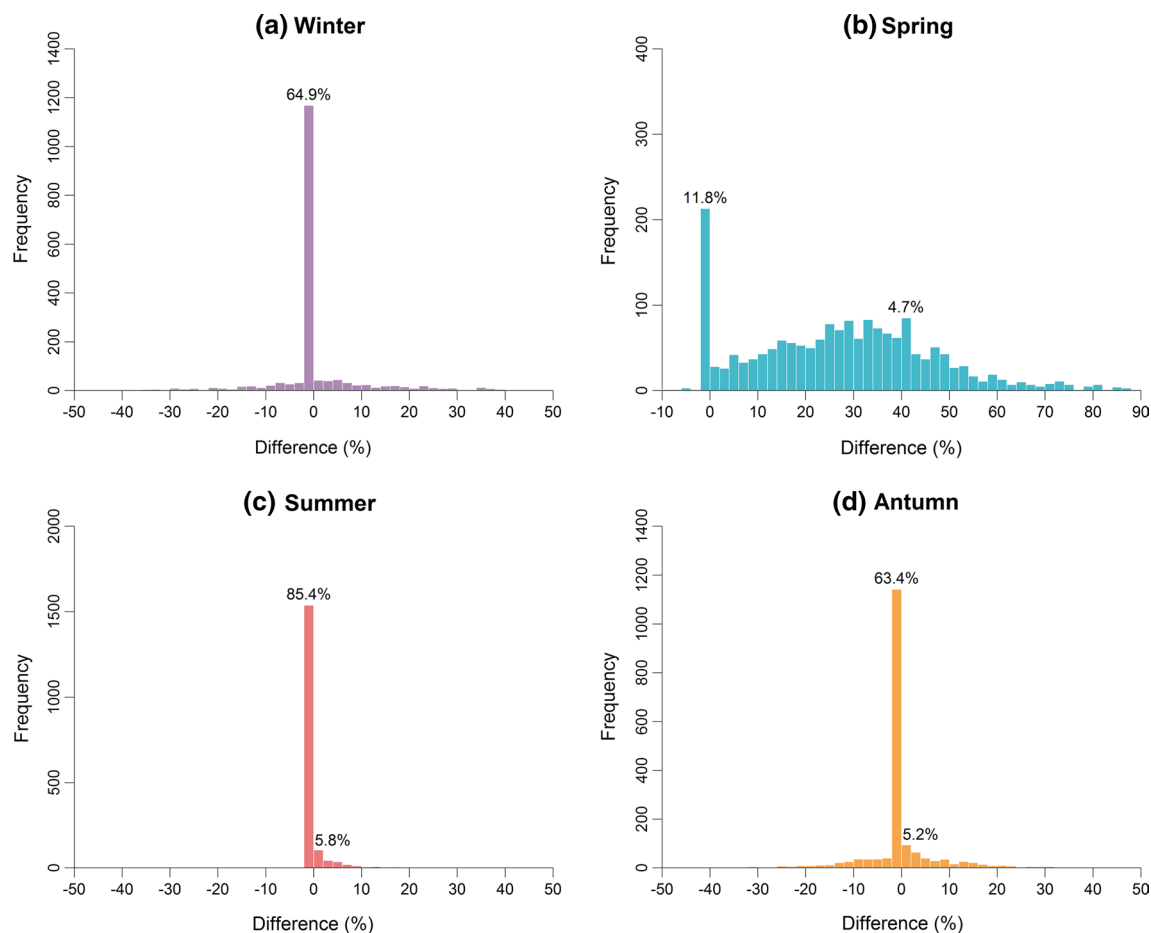 (a) Winter
1400
1200
1000
800
600
400
200
0
Frequency
64.9%
-50 -40 -30 -20 -10 0 10 20 30 40 50
Difference (%)
(b) Spring
400
300
200
100
0
Frequency
11.8%
4.7%
-10 0 10 20 30 40 50 60 70 80 90
Difference (%)
(c) Summer
2000
1500
1000
500
0
Frequency
85.4%
5.8%
-50 -40 -30 -20 -10 0 10 20 30 40 50
Difference (%)
(d) Antumn
1400
1200
1000
800
600
400
200
0
Frequency
63.4%
5.2%
-50 -40 -30 -20 -10 0 10 20 30 40 50
Difference (%)